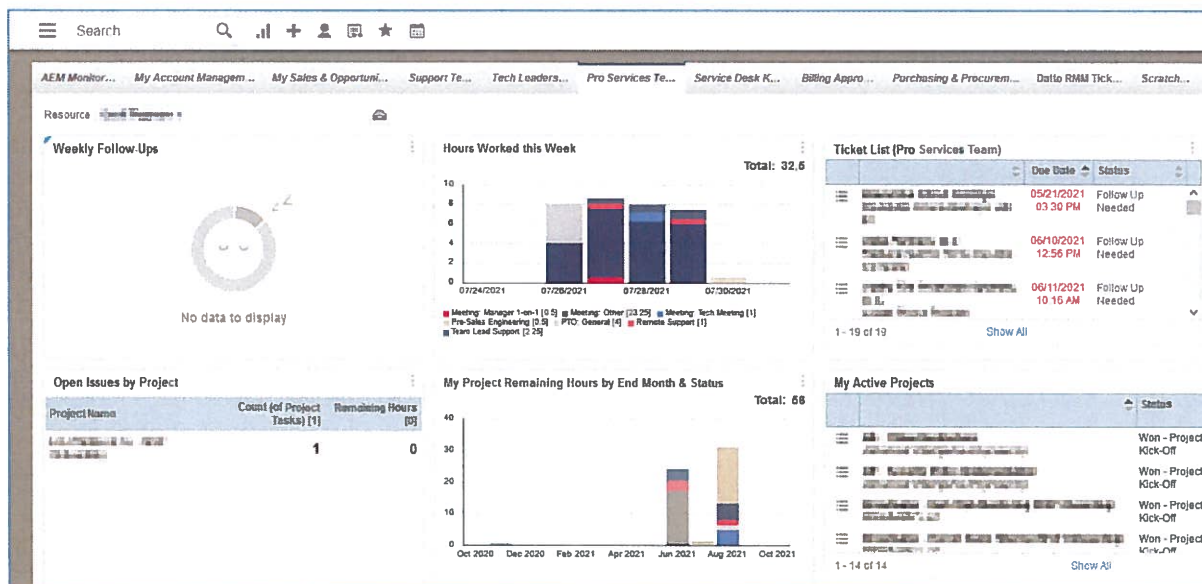 Search
AEM Monitor... My Account Managem... My Sales & Opportuni... Support Te... Tech Leaders... Pro Services Te... Service Desk K... Billing Appro... Purchasing & Procurem... Datto RMM Tick... Scratch...
Resource
Weekly Follow-Ups
No data to display
Hours Worked this Week
Total: 32.5
10
8
6
4
2
0
07/24/2021 07/26/2021 07/28/2021 07/30/2021
Meeting: Manager 1-on-1 [0.5] Meeting: Other [23.25] Meeting: Tech Meeting [1]
Pre-Sales Engineering [0.5] PTO: General [4] Remote Support [1]
Team Lead Support [2.25]
Ticket List (Pro Services Team)
Due Date Status
05/21/2021 Follow Up
03:30 PM Needed
06/10/2021 Follow Up
12:56 PM Needed
06/11/2021 Follow Up
10:16 AM Needed
1 - 19 of 19 Show All
Open Issues by Project
Project Name Count (of Project Remaining Hours
Tasks) [1] [0]
1 0
My Project Remaining Hours by End Month & Status
Total: 56
40
30
20
10
0
Oct 2020 Dec 2020 Feb 2021 Apr 2021 Jun 2021 Aug 2021 Oct 2021
My Active Projects
Status
Won - Project
Kick-Off
Won - Project
Kick-Off
Won - Project
Kick-Off
Won - Project
Kick-Off
1 - 14 of 14 Show All